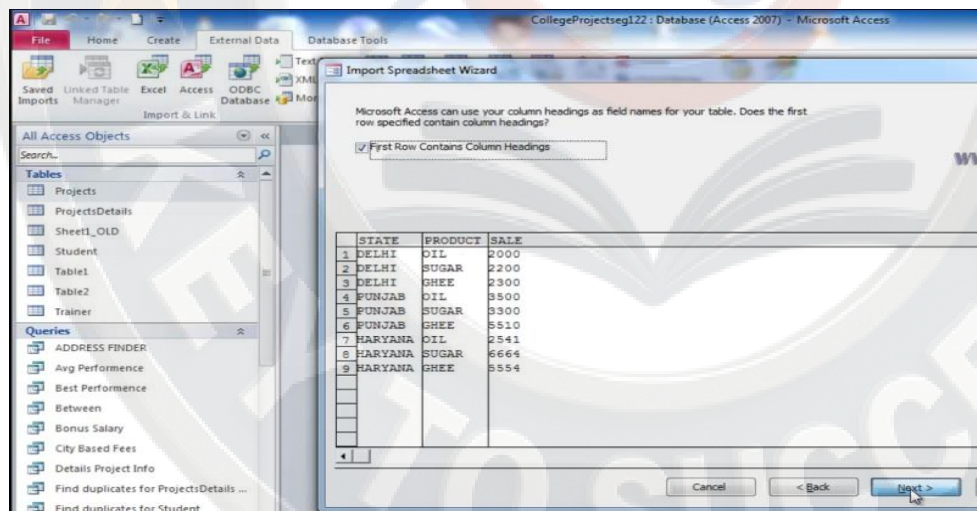 CollegeProjectseg122 : Database (Access 2007) - Microsoft Access
File Home Create External Data Database Tools
Saved Imports
Linked Table Manager
Excel
Access
ODBC Database
Text
XML
Mor
Import & Link
All Access Objects
Search...
Tables
Projects
ProjectsDetails
Sheet1_OLD
Student
Table1
Table2
Trainer
Queries
ADDRESS FINDER
Avg Performence
Best Performence
Between
Bonus Salary
City Based Fees
Details Project Info
Find duplicates for ProjectsDetails ...
Find duplicates for Student
Import Spreadsheet Wizard
Microsoft Access can use your column headings as field names for your table. Does the first
row specified contain column headings?
First Row Contains Column Headings
STATE PRODUCT SALE
1 DELHI OIL 2000
2 DELHI SUGAR 2200
3 DELHI GHEE 2300
4 PUNJAB OIL 3500
5 PUNJAB SUGAR 3300
6 PUNJAB GHEE 5510
7 HARYANA OIL 2541
8 HARYANA SUGAR 6664
9 HARYANA GHEE 5554
Cancel < Back Next >